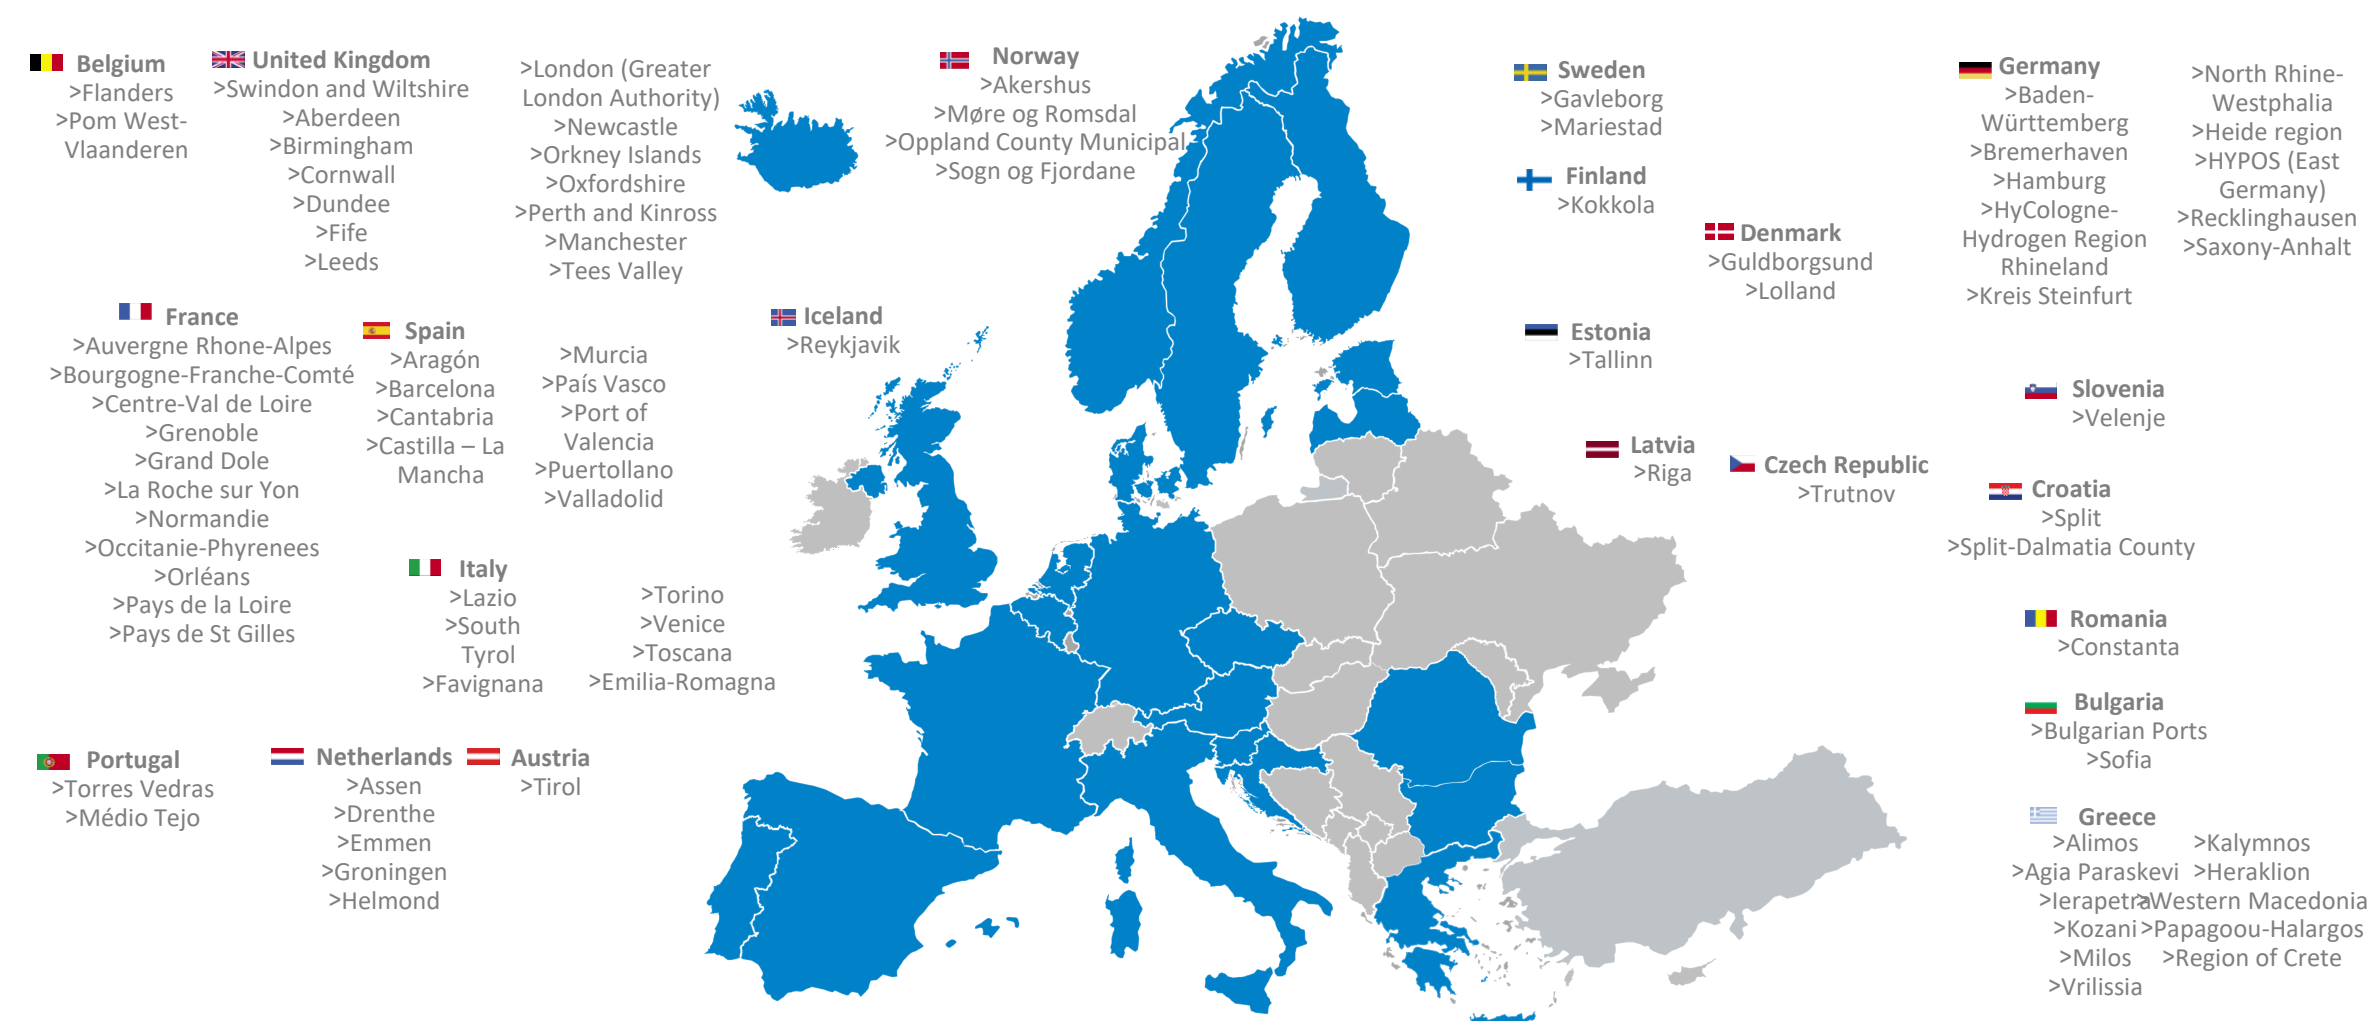 Belgium
>Flanders
>Pom West-
Vlaanderen
United Kingdom
>Swindon and Wiltshire
>Aberdeen
>Birmingham
>Cornwall
>Dundee
>Fife
>Leeds
>London (Greater
London Authority)
>Newcastle
>Orkney Islands
>Oxfordshire
>Perth and Kinross
>Manchester
>Tees Valley
Norway
>Akershus
>Møre og Romsdal
>Oppland County Municipal
>Sogn og Fjordane
Sweden
>Gavleborg
>Mariestad
Finland
>Kokkola
Denmark
>Guldborgsund
>Lolland
Germany
>Baden-
Württemberg
>Bremerhaven
>Hamburg
>HyCologne-
Hydrogen Region
Rhineland
>Kreis Steinfurt
>North Rhine-
Westphalia
>Heide region
>HYPOS (East
Germany)
>Recklinghausen
>Saxony-Anhalt
France
>Auvergne Rhone-Alpes
>Bourgogne-Franche-Comté
>Centre-Val de Loire
>Grenoble
>Grand Dole
>La Roche sur Yon
>Normandie
>Occitanie-Phyrenees
>Orléans
>Pays de la Loire
>Pays de St Gilles
Spain
>Aragón
>Barcelona
>Cantabria
>Castilla – La
Mancha
>Murcia
>País Vasco
>Port of
Valencia
>Puertollano
>Valladolid
Iceland
>Reykjavik
Estonia
>Tallinn
Slovenia
>Velenje
Latvia
>Riga
Czech Republic
>Trutnov
Croatia
>Split
>Split-Dalmatia County
Italy
>Lazio
>South
Tyrol
>Favignana
>Torino
>Venice
>Toscana
>Emilia-Romagna
Romania
>Constanta
Bulgaria
>Bulgarian Ports
>Sofia
Portugal
>Torres Vedras
>Médio Tejo
Netherlands
>Assen
>Drenthe
>Emmen
>Groningen
>Helmond
Austria
>Tirol
Greece
>Alimos
>Agia Paraskevi
>Ierapetra
>Kozani
>Milos
>Vrilissia
>Kalymnos
>Heraklion
>Western Macedonia
>Papagoou-Halargos
>Region of Crete